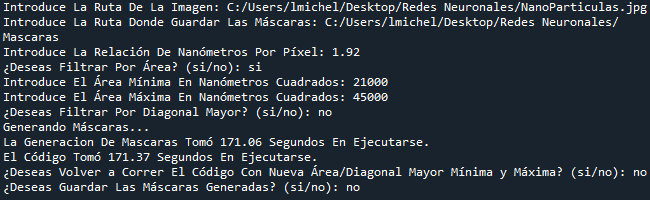 Introduce La Ruta De La Imagen: C:/Users/lmichel/Desktop/Redes Neuronales/NanoParticulas.jpg
Introduce La Ruta Donde Guardar Las Máscaras: C:/Users/lmichel/Desktop/Redes Neuronales/
Mascaras
Introduce La Relación De Nanómetros Por Píxel: 1.92
¿Deseas Filtrar Por Área? (si/no): si
Introduce El Área Mínima En Nanómetros Cuadrados: 21000
Introduce El Área Máxima En Nanómetros Cuadrados: 45000
¿Deseas Filtrar Por Diagonal Mayor? (si/no): no
Generando Máscaras...
La Generacion De Mascaras Tomó 171.06 Segundos En Ejecutarse.
El Código Tomó 171.37 Segundos En Ejecutarse.
¿Deseas Volver a Correr El Código Con Nueva Área/Diagonal Mayor Mínima y Máxima? (si/no): no
¿Deseas Guardar Las Máscaras Generadas? (si/no): no